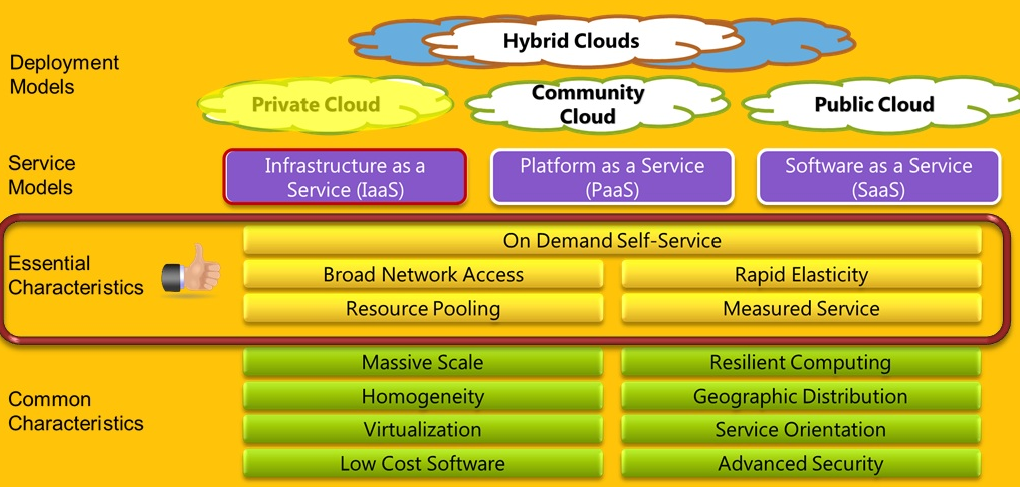 Hybrid Clouds
Deployment
Models
Private Cloud
Community
Cloud
Public Cloud
Service
Models
Infrastructure as a
Service (IaaS)
Platform as a Service
(PaaS)
Software as a Service
(SaaS)
Essential
Characteristics
On Demand Self-Service
Broad Network Access
Rapid Elasticity
Resource Pooling
Measured Service
Common
Characteristics
Massive Scale
Resilient Computing
Homogeneity
Geographic Distribution
Virtualization
Service Orientation
Low Cost Software
Advanced Security